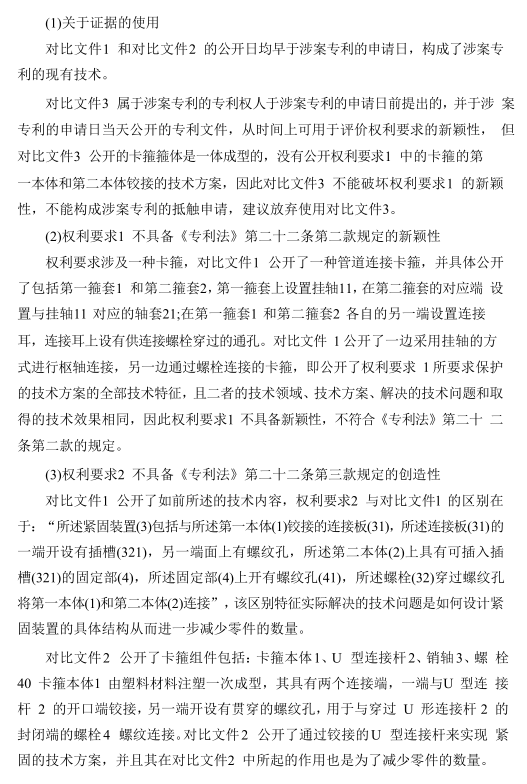 (1)关于证据的使用
对比文件1 和对比文件2 的公开日均早于涉案专利的申请日，构成了涉案专
利的现有技术。
对比文件3 属于涉案专利的专利权人于涉案专利的申请日前提出的，并于涉 案
专利的申请日当天公开的专利文件，从时间上可用于评价权利要求的新颖性， 但
对比文件3 公开的卡箍箍体是一体成型的，没有公开权利要求1 中的卡箍的第
一本体和第二本体铰接的技术方案，因此对比文件3 不能破坏权利要求1 的新颖
性，不能构成涉案专利的抵触申请，建议放弃使用对比文件3。
(2)权利要求1 不具备《专利法》第二十二条第二款规定的新颖性
权利要求涉及一种卡箍，对比文件1 公开了一种管道连接卡箍，并具体公开
了包括第一箍套1 和第二箍套2，第一箍套上设置挂轴11，在第二箍套的对应端 设
置与挂轴11 对应的轴套21;在第一箍套1 和第二箍套2 各自的另一端设置连接
耳，连接耳上设有供连接螺栓穿过的通孔。对比文件 1公开了一边采用挂轴的方
式进行枢轴连接，另一边通过螺栓连接的卡箍，即公开了权利要求 1所要求保护
的技术方案的全部技术特征，且二者的技术领域、技术方案、解决的技术问题和取
得的技术效果相同，因此权利要求1 不具备新颖性，不符合《专利法》第二十 二
条第二款的规定。
(3)权利要求2 不具备《专利法》第二十二条第三款规定的创造性
对比文件1 公开了如前所述的技术内容，权利要求2 与对比文件1 的区别在
于：“所述紧固装置(3)包括与所述第一本体(1)铰接的连接板(31)，所述连接板(31)的
一端开设有插槽(321)，另一端面上有螺纹孔，所述第二本体(2)上具有可插入插
槽(321)的固定部(4)，所述固定部(4)上开有螺纹孔(41)，所述螺栓(32)穿过螺纹孔
将第一本体(1)和第二本体(2)连接”，该区别特征实际解决的技术问题是如何设计紧
固装置的具体结构从而进一步减少零件的数量。
对比文件2 公开了卡箍组件包括：卡箍本体1、U 型连接杆2、销轴3、螺 栓
40 卡箍本体1 由塑料材料注塑一次成型，其具有两个连接端，一端与U 型连 接
杆 2 的开口端铰接，另一端开设有贯穿的螺纹孔，用于与穿过 U 形连接杆 2 的
封闭端的螺栓4 螺纹连接。对比文件2 公开了通过铰接的U 型连接杆来实现 紧
固的技术方案，并且其在对比文件2 中所起的作用也是为了减少零件的数量。